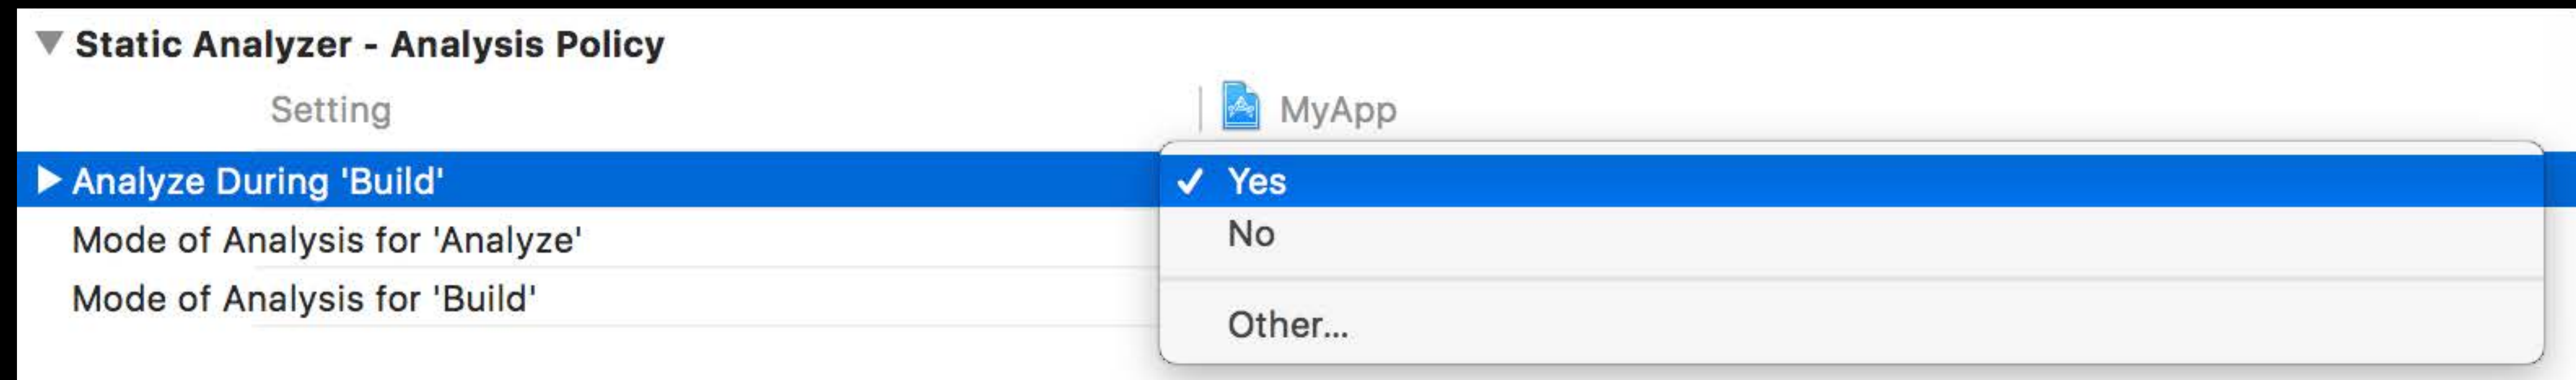 Static Analyzer - Analysis Policy
Setting MyApp
Analyze During 'Build' Yes
No
Mode of Analysis for 'Analyze'
Mode of Analysis for 'Build'
Other...